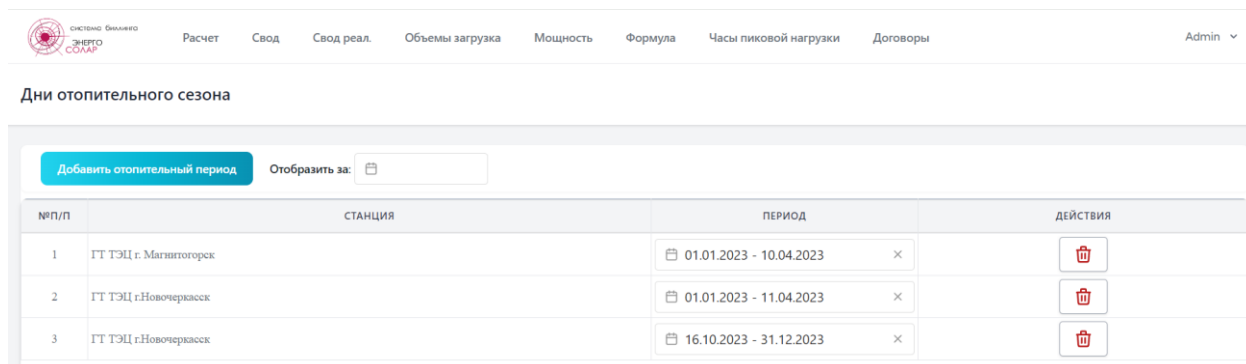 система биллинга
ЭНЕРГО
СОЛАР
Расчет Свод Свод реал. Объемы загрузка Мощность Формула Часы пиковой нагрузки Договоры Admin
Дни отопительного сезона
Добавить отопительный период Отобразить за:
№П/П СТАНЦИЯ ПЕРИОД ДЕЙСТВИЯ
1 ГТ ТЭЦ г. Магнитогорск 01.01.2023 - 10.04.2023
2 ГТ ТЭЦ г.Новочеркасск 01.01.2023 - 11.04.2023
3 ГТ ТЭЦ г.Новочеркасск 16.10.2023 - 31.12.2023